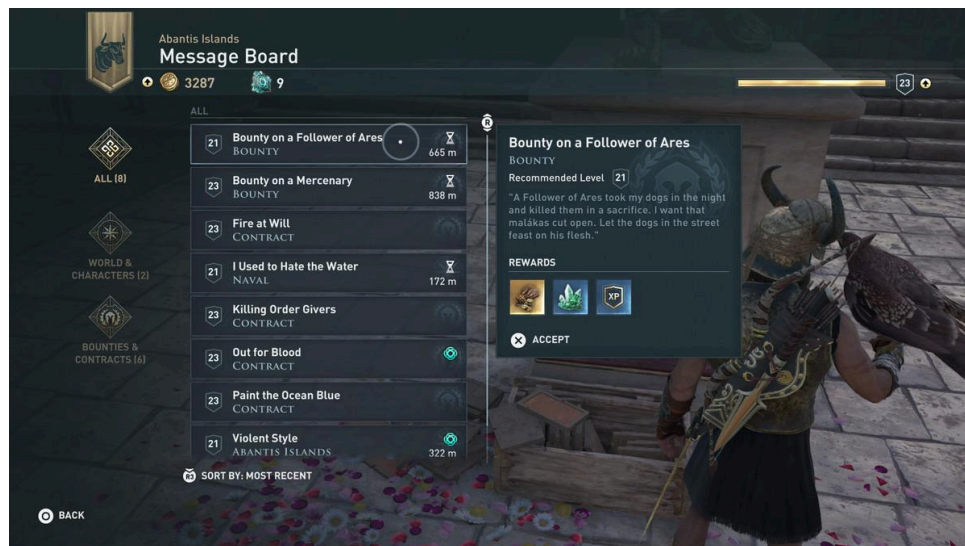 Abantis Islands
Message Board
3287
9
23
ALL
R
21
Bounty on a Follower of Ares
BOUNTY
665 m
23
Bounty on a Mercenary
BOUNTY
838 m
23
Fire at Will
CONTRACT
21
I Used to Hate the Water
NAVAL
172 m
23
Killing Order Givers
CONTRACT
23
Out for Blood
CONTRACT
23
Paint the Ocean Blue
CONTRACT
21
Violent Style
ABANTIS ISLANDS
322 m
R3 SORT BY: MOST RECENT
ALL (8)
WORLD &
CHARACTERS (2)
BOUNTIES &
CONTRACTS (6)
Bounty on a Follower of Ares
BOUNTY
Recommended Level 21
"A Follower of Ares took my dogs in the night
and killed them in a sacrifice. I want that
malákas cut open. Let the dogs in the street
feast on his flesh."
REWARDS
XP
ACCEPT
BACK